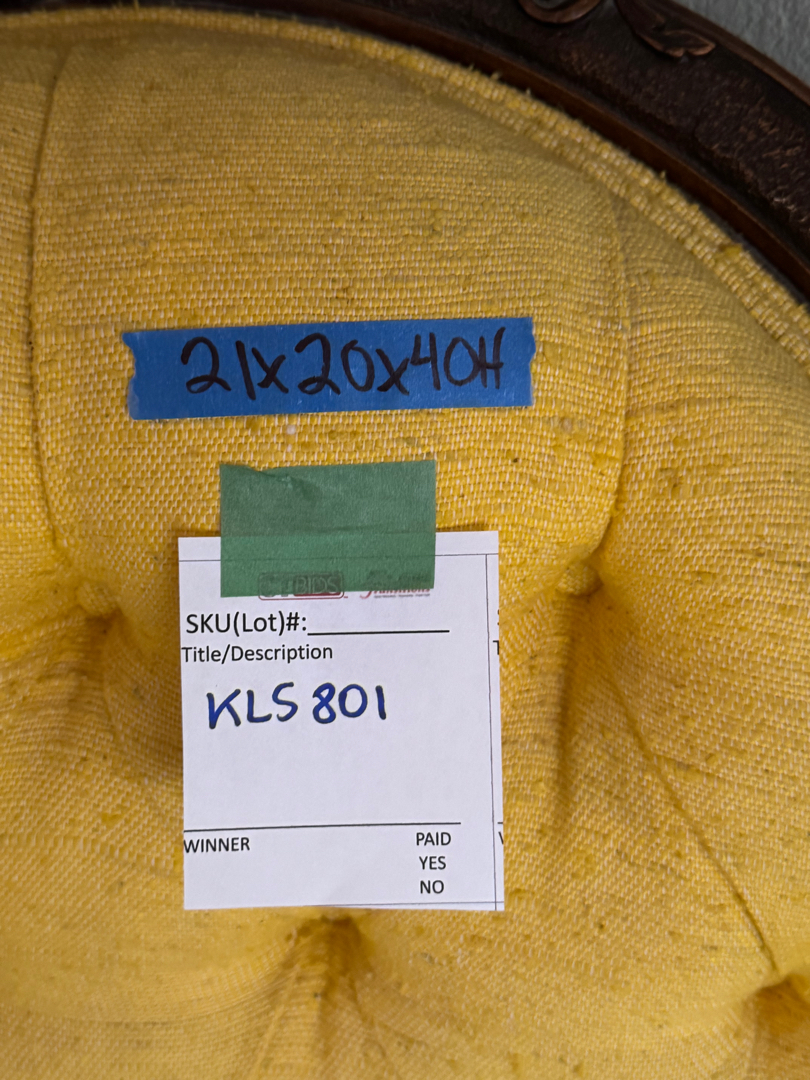 21x20x40H
SKU(Lot)#:
Title/Description
KLS 801
WINNER PAID
YES
NO